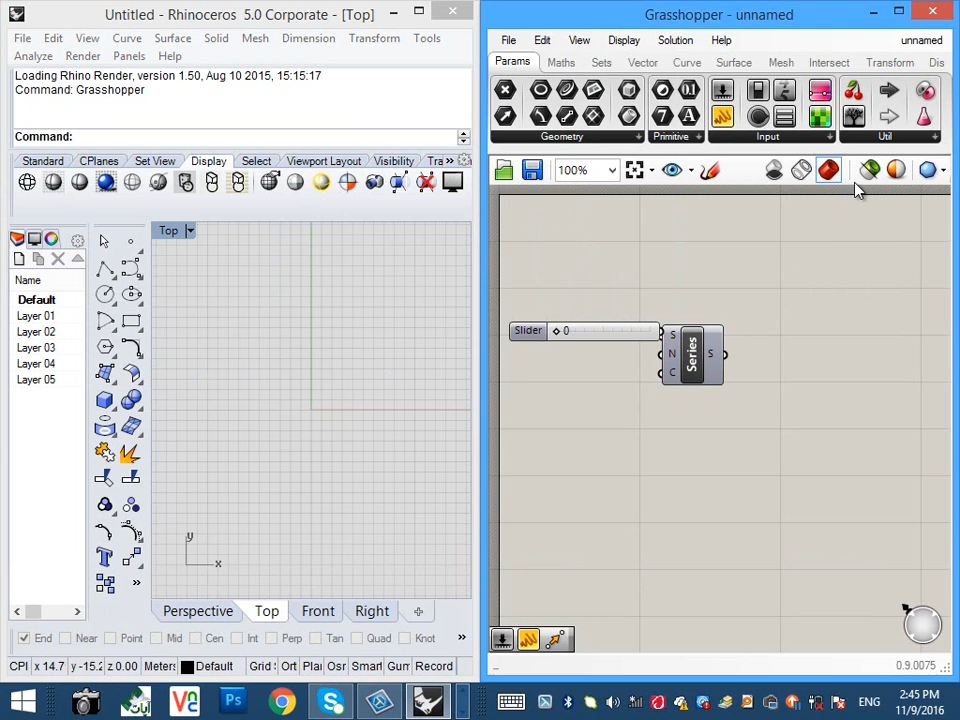 Untitled - Rhinoceros 5.0 Corporate - [Top]
File Edit View Curve Surface Solid Mesh Dimension Transform Tools
Analyze Render Panels Help
Loading Rhino Render, version 1.50, Aug 10 2015, 15:15:17
Command: Grasshopper
Command:
Standard CPlanes Set View Display Select Viewport Layout Visibility Tra
Top
Name
Default
Layer 01
Layer 02
Layer 03
Layer 04
Layer 05
y
x
Perspective Top Front Right
End Near Point Mid Cen Int Perp Tan Quad Knot
CPl x 14.7 y -15.2 z 0.00 Meters Default Grid S Ort Plan Osn Smart Gum Record
Grasshopper - unnamed
File Edit View Display Solution Help unnamed
Params Maths Sets Vector Curve Surface Mesh Intersect Transform Dis
Geometry Primitive Input Util
100%
Slider 0
S
N
C
Series
S
0.9.0075
ENG
2:45 PM
11/9/2016